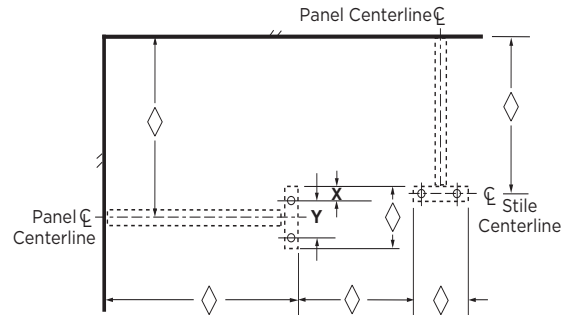 Panel Centerline ℄
X
Y
℄ Stile
Centerline
Panel ℄
Centerline